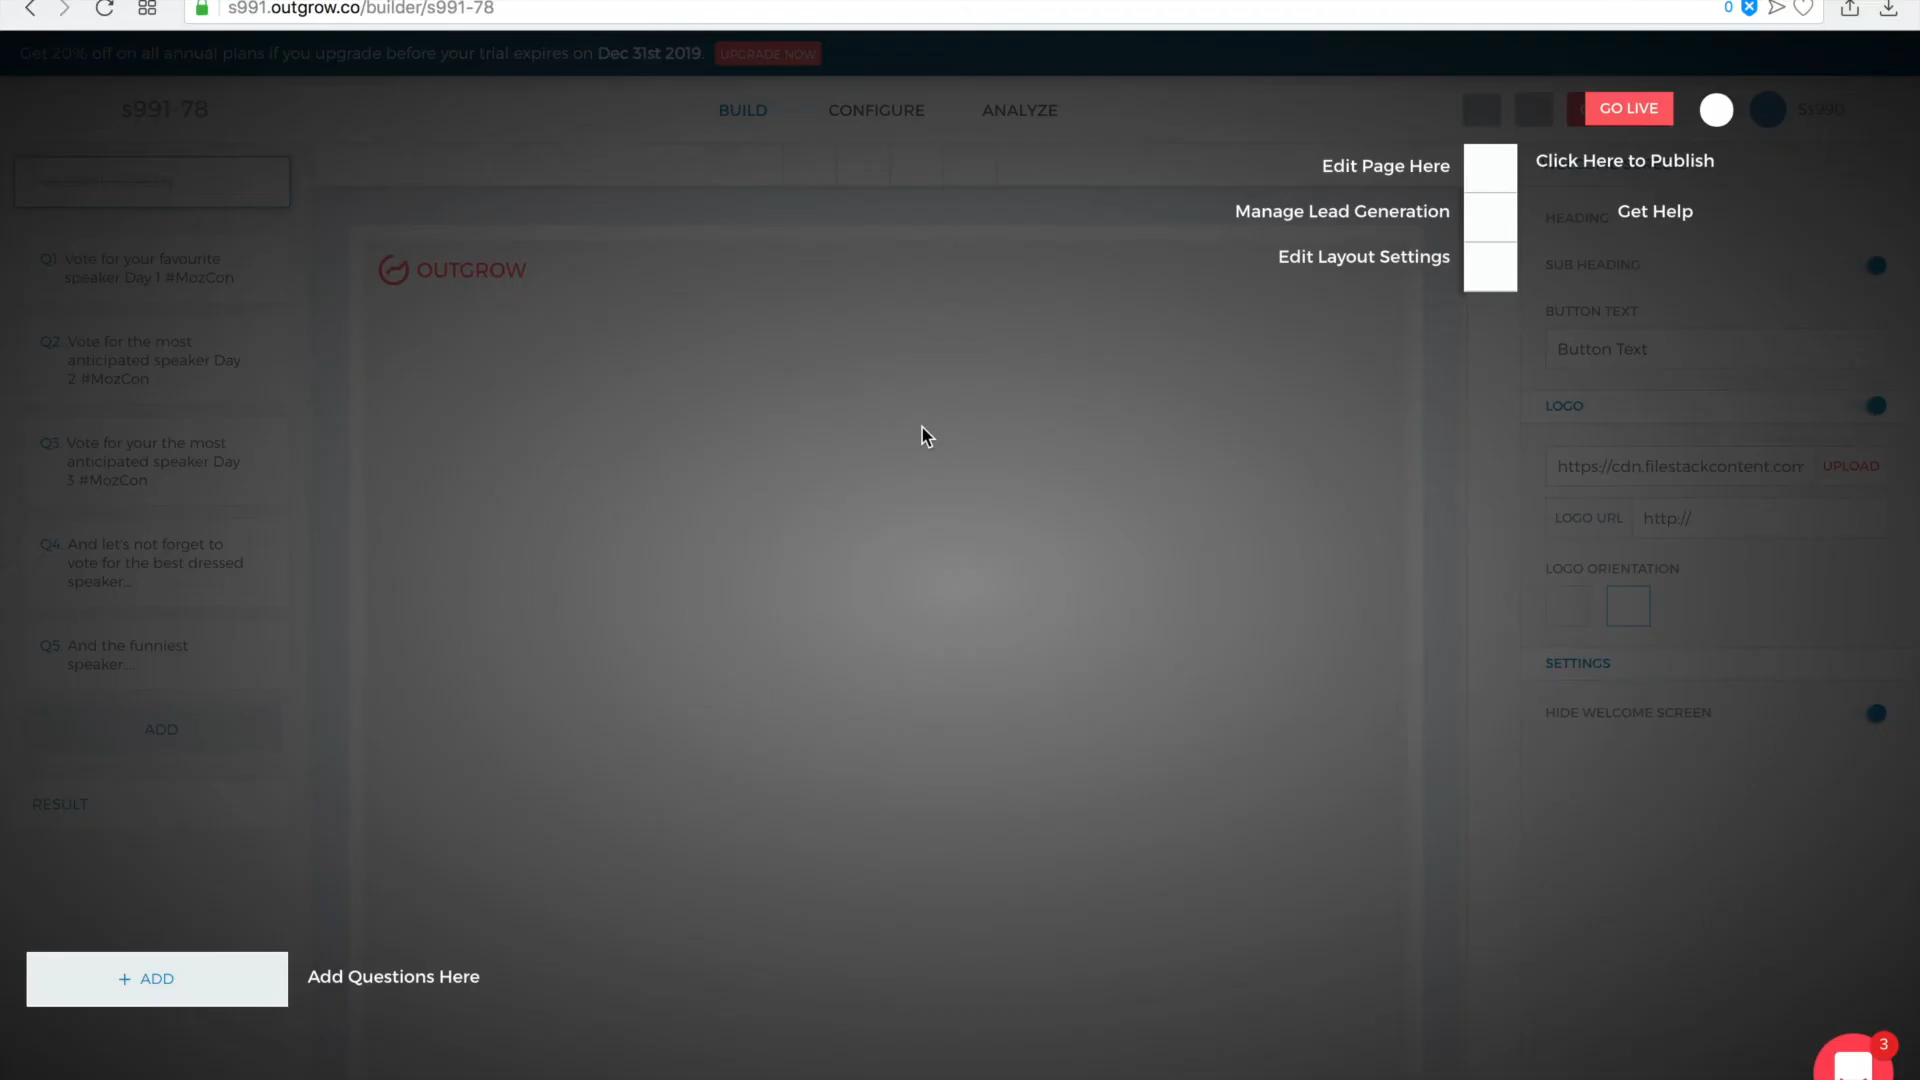 s991.outgrow.co/builder/s991-78
0
Get 20% off on all annual plans if you upgrade before your trial expires on Dec 31st 2019. UPGRADE NOW
s991-78
BUILD
CONFIGURE
ANALYZE
GO LIVE
Ss990
Edit Page Here
Click Here to Publish
Manage Lead Generation
HEADING
Get Help
Edit Layout Settings
SUB HEADING
BUTTON TEXT
Button Text
LOGO
https://cdn.filestackcontent.com
UPLOAD
LOGO URL
http://
LOGO ORIENTATION
SETTINGS
HIDE WELCOME SCREEN
Q1. Vote for your favourite
speaker Day 1 #MozCon
OUTGROW
Q2. Vote for the most
anticipated speaker Day
2 #MozCon
Q3. Vote for your the most
anticipated speaker Day
3 #MozCon
Q4. And let's not forget to
vote for the best dressed
speaker...
Q5. And the funniest
speaker...
ADD
RESULT
+ ADD
Add Questions Here
3